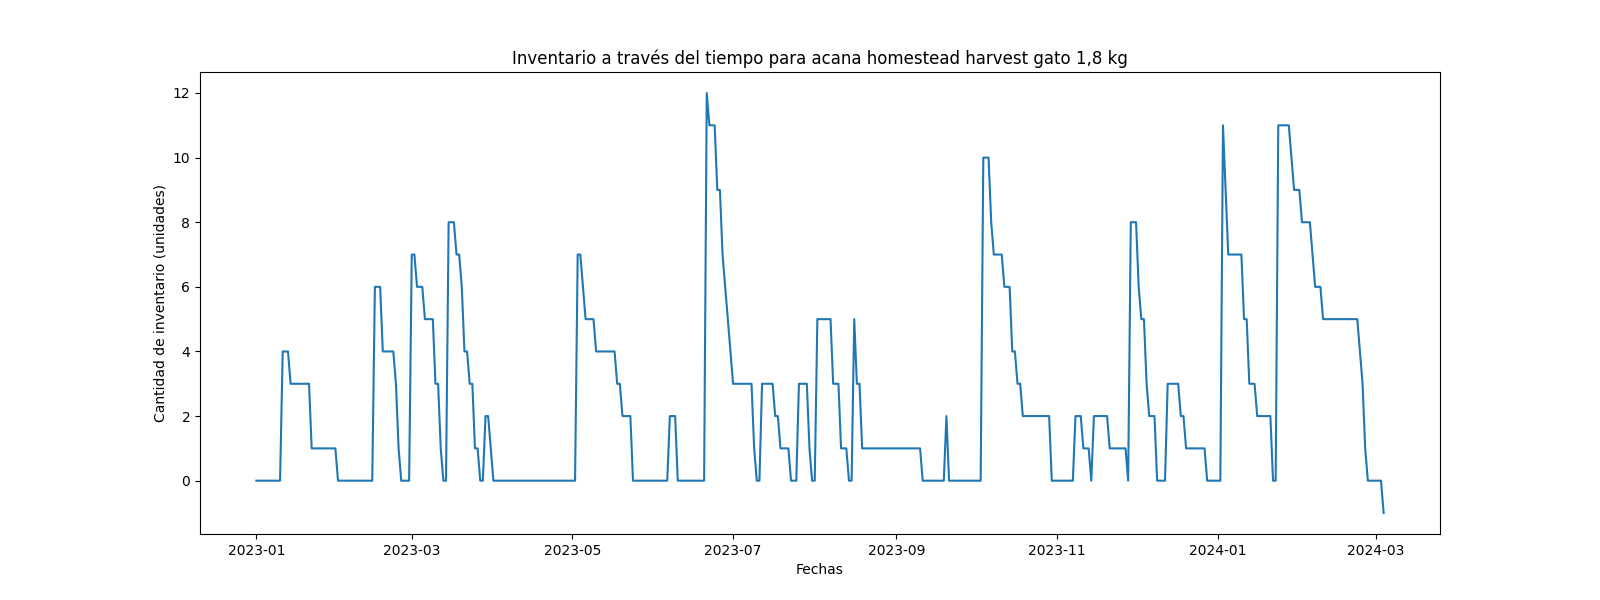 Inventario a través del tiempo para acana homestead harvest gato 1,8 kg
Cantidad de inventario (unidades)
12
10
8
6
4
2
0
2023-01 2023-03 2023-05 2023-07 2023-09 2023-11 2024-01 2024-03
Fechas